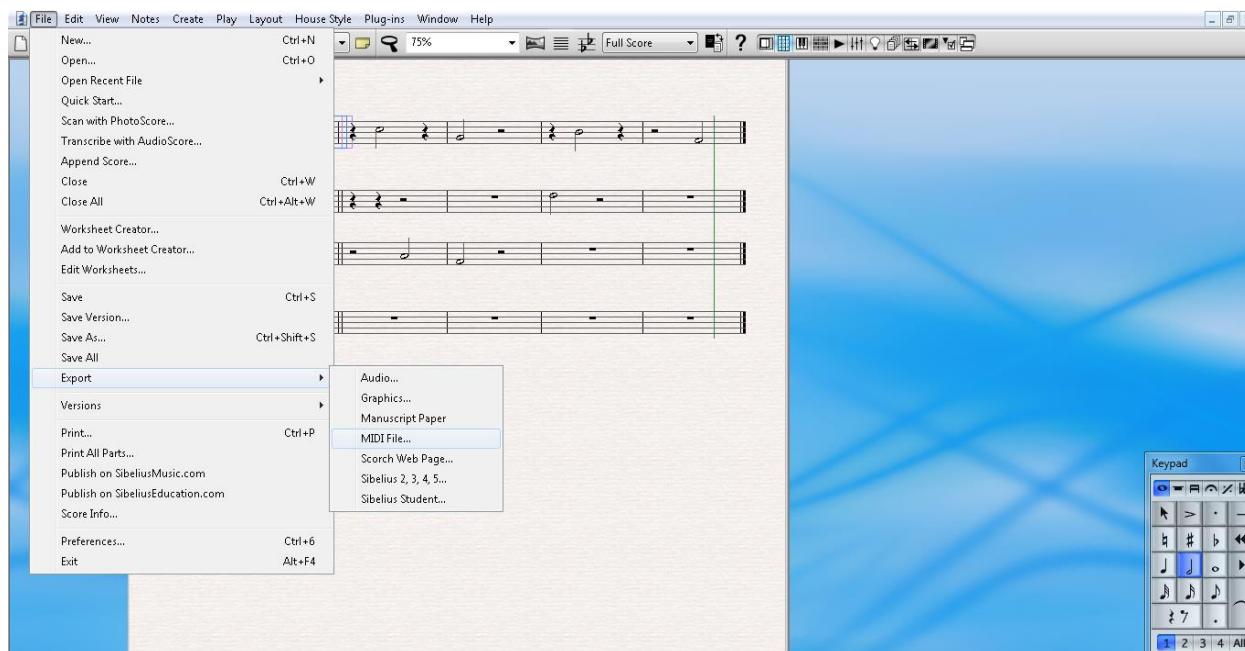 File Edit View Notes Create Play Layout House Style Plug-ins Window Help
75% Full Score
New... Ctrl+N
Open... Ctrl+O
Open Recent File
Quick Start...
Scan with PhotoScore...
Transcribe with AudioScore...
Append Score...
Close Ctrl+W
Close All Ctrl+Alt+W
Worksheet Creator...
Add to Worksheet Creator...
Edit Worksheets...
Save Ctrl+S
Save Version...
Save As... Ctrl+Shift+S
Save All
Export
Versions
Print... Ctrl+P
Print All Parts...
Publish on SibeliusMusic.com
Publish on SibeliusEducation.com
Score Info...
Preferences... Ctrl+6
Exit Alt+F4
Audio...
Graphics...
Manuscript Paper
MIDI File...
Scorch Web Page...
Sibelius 2, 3, 4, 5...
Sibelius Student...
Keypad
1 2 3 4 All